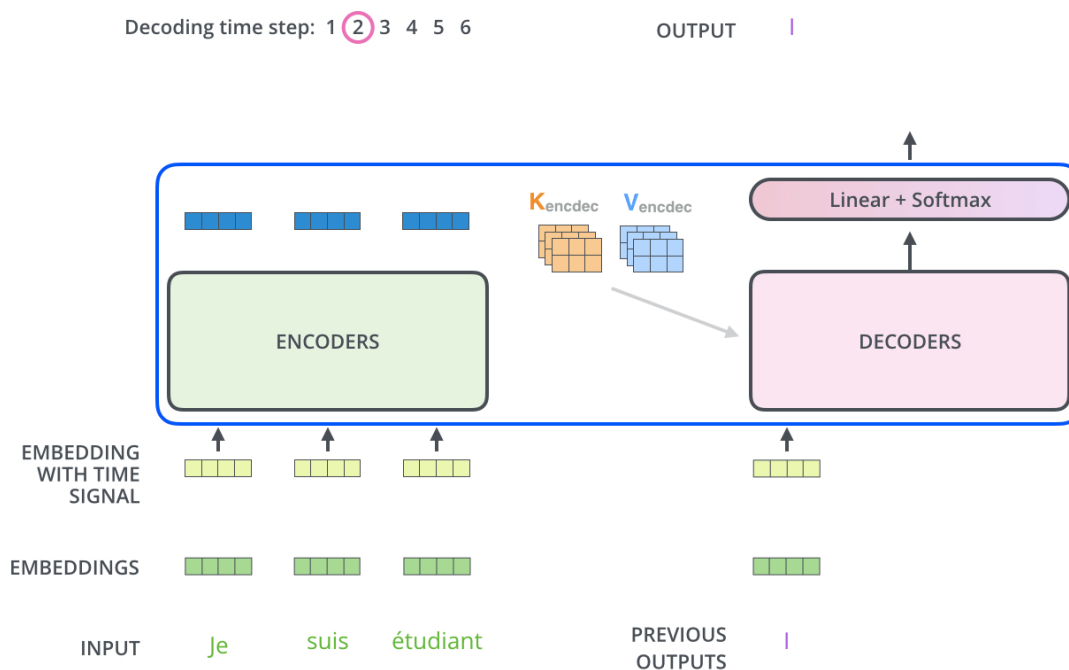 Decoding time step: 1 2 3 4 5 6
OUTPUT
I
Kencdec
Vencdec
Linear + Softmax
ENCODERS
DECODERS
EMBEDDING
WITH TIME
SIGNAL
EMBEDDINGS
INPUT
Je
suis
étudiant
PREVIOUS
OUTPUTS
I